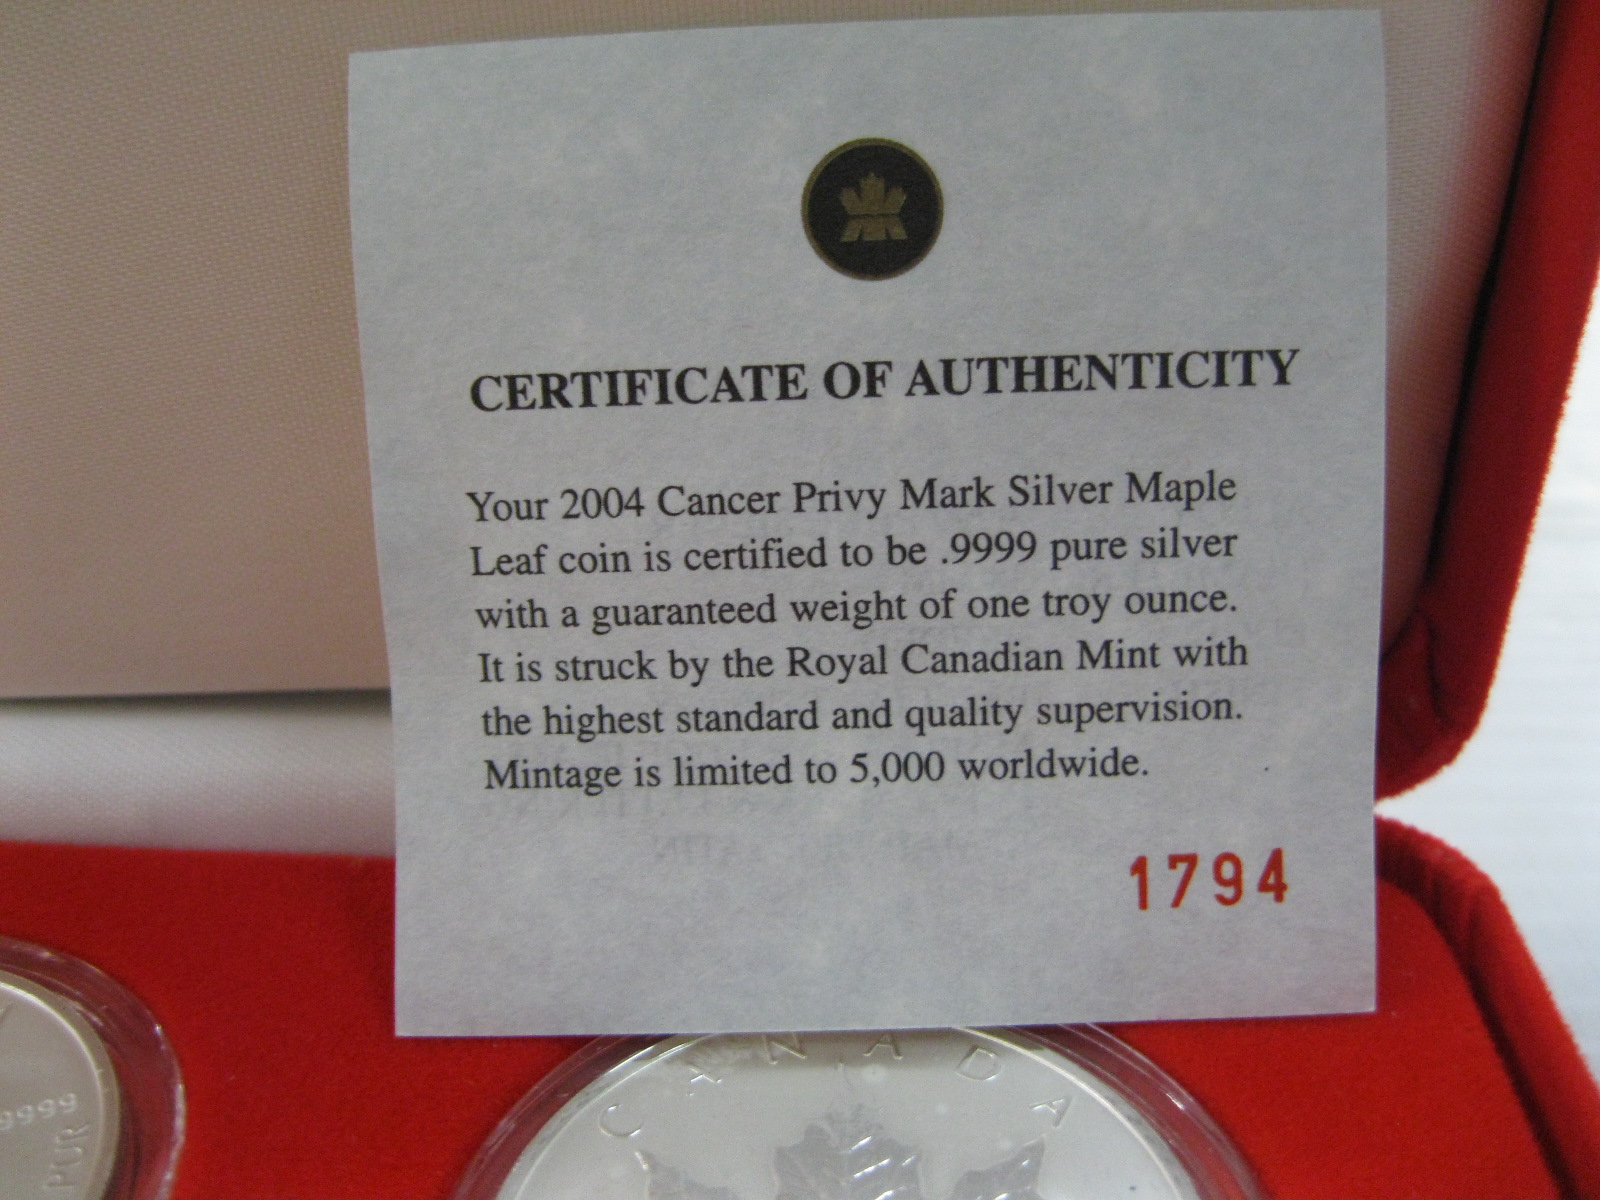 CERTIFICATE OF AUTHENTICITY
Your 2004 Cancer Privy Mark Silver Maple
Leaf coin is certified to be .9999 pure silver
with a guaranteed weight of one troy ounce.
It is struck by the Royal Canadian Mint with
the highest standard and quality supervision.
Mintage is limited to 5,000 worldwide.
1794
CANADA
9999
PUR